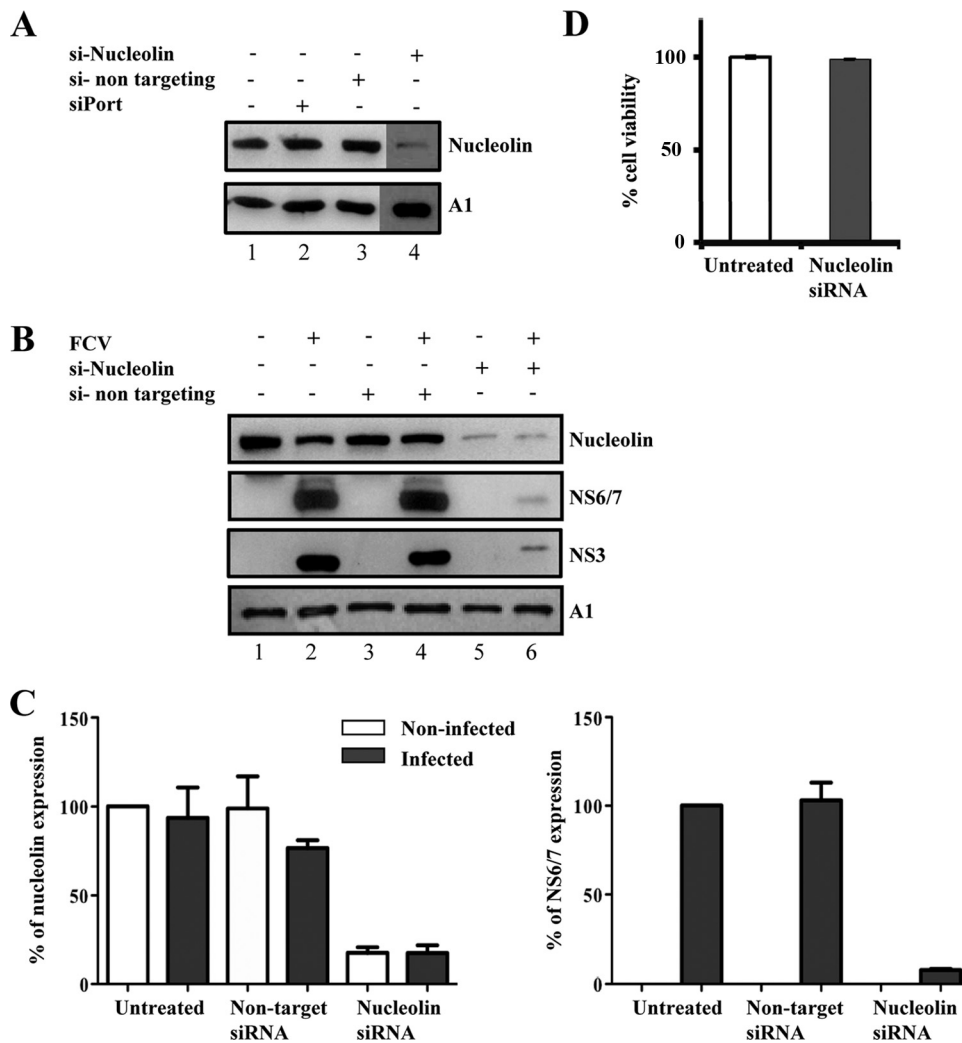 A
si-Nucleolin - - - +
si- non targeting - - + -
siPort - + - -
Nucleolin
A1
1 2 3 4
D
% cell viability
100
50
0
Untreated
Nucleolin
siRNA
B
FCV - + - + - +
si-Nucleolin - - - - + +
si- non targeting - - + + - -
Nucleolin
NS6/7
NS3
A1
1 2 3 4 5 6
C
% of nucleolin expression
150
100
50
0
Non-infected
Infected
Untreated
Non-target
siRNA
Nucleolin
siRNA
% of NS6/7 expression
150
100
50
0
Untreated
Non-target
siRNA
Nucleolin
siRNA